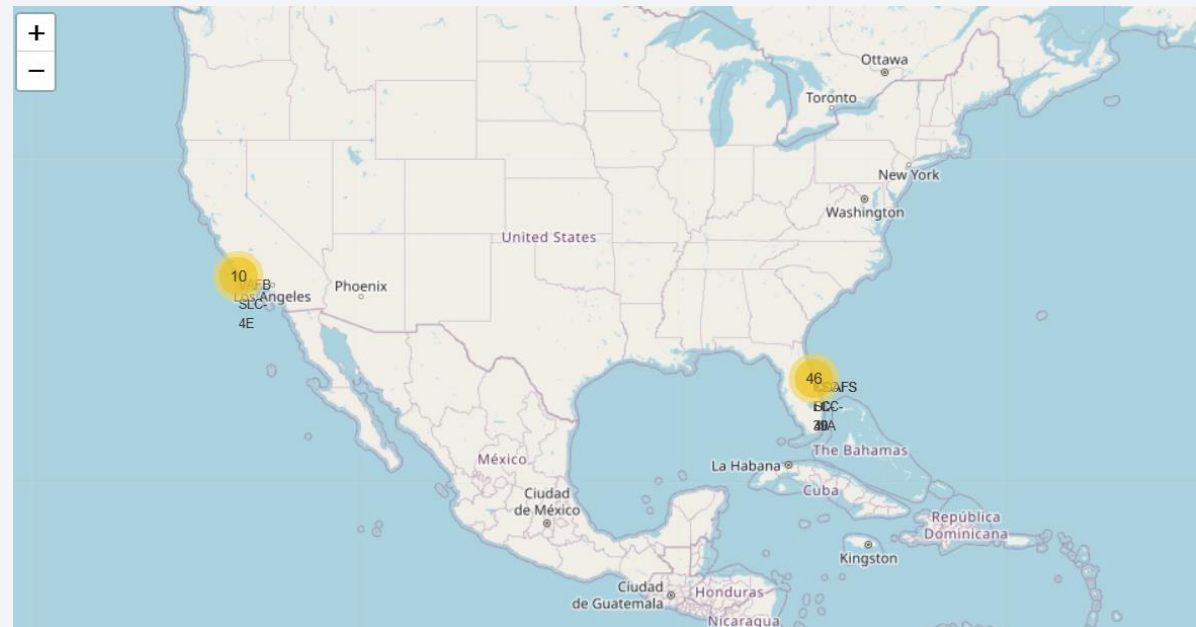 +
−
Ottawa
Toronto
New York
Washington
United States
10
Los Angeles
SLC-
4E
Phoenix
46
The Bahamas
La Habana
Cuba
México
Ciudad
de México
República
Dominicana
Kingston
Ciudad
de Guatemala
Honduras
Nicaragua